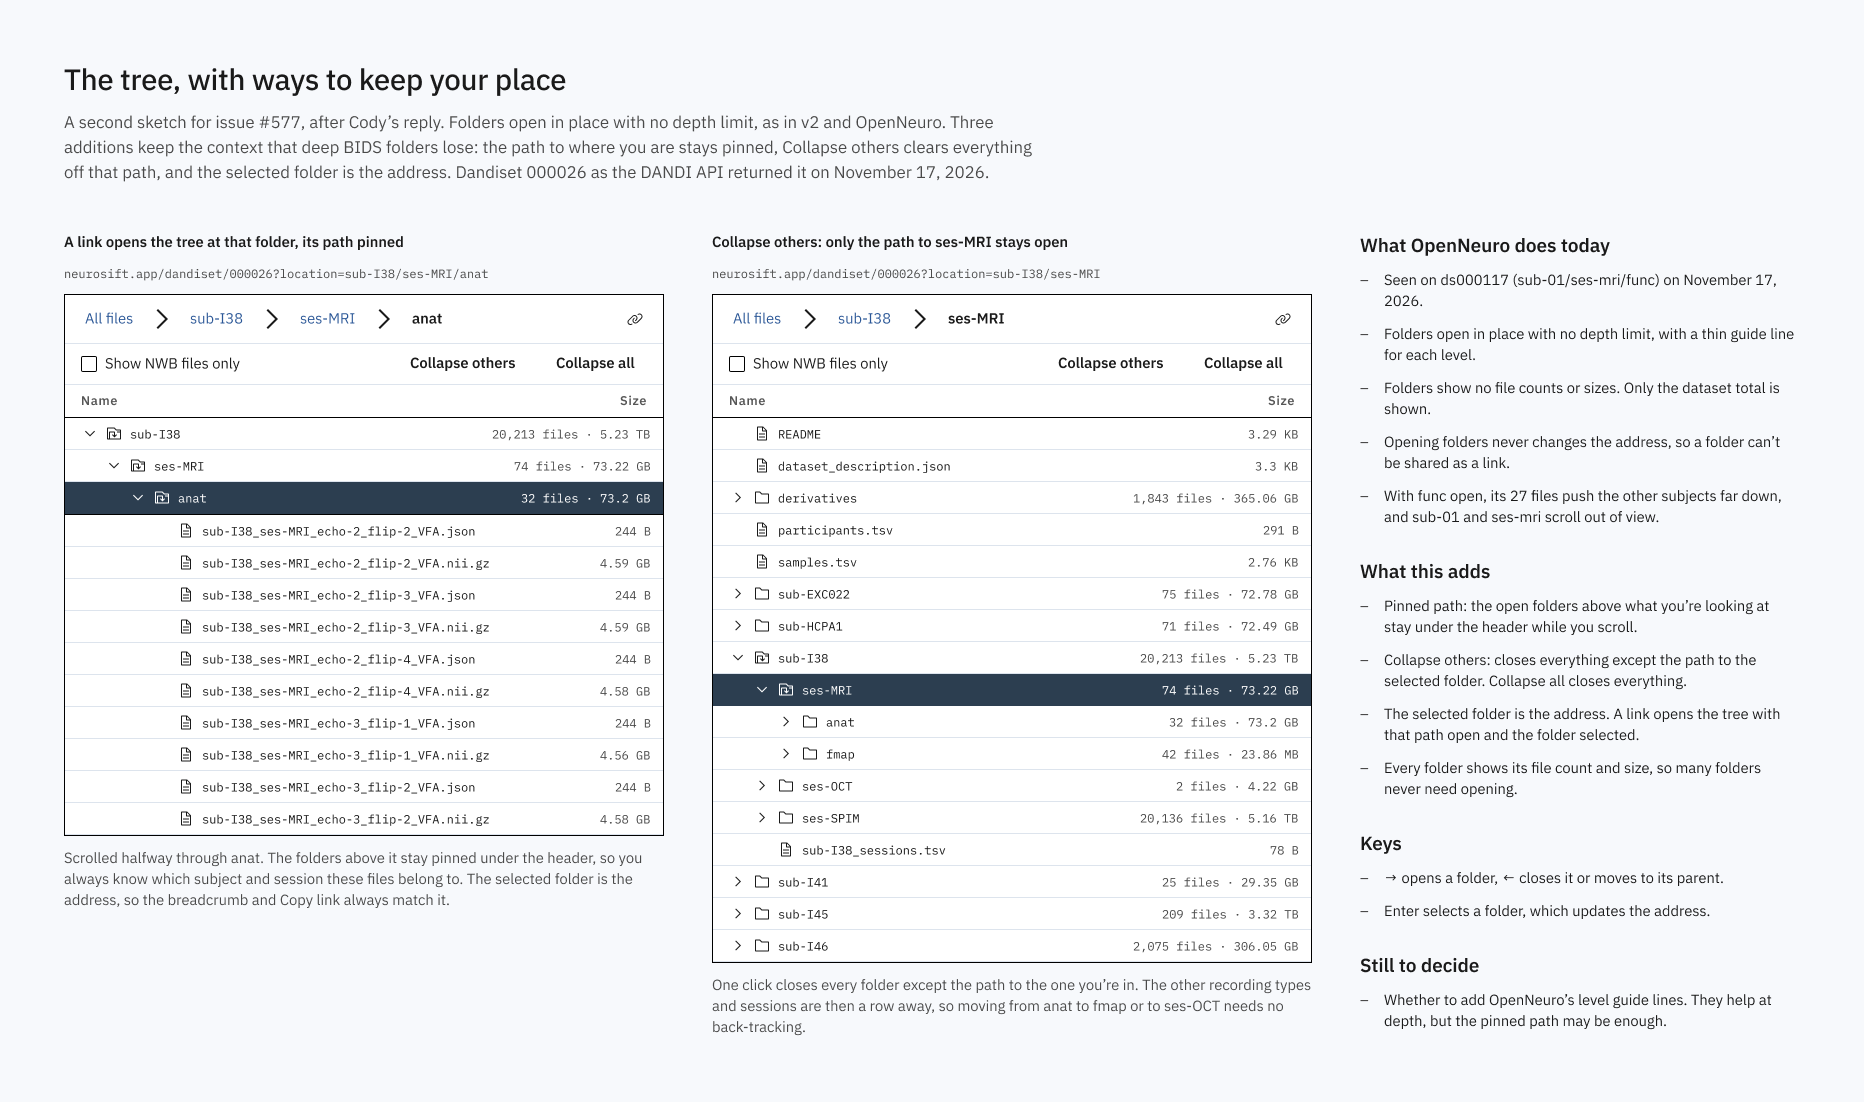 The tree, with ways to keep your place
A second sketch for issue #577, after Cody’s reply. Folders open in place with no depth limit, as in v2 and OpenNeuro. Three
additions keep the context that deep BIDS folders lose: the path to where you are stays pinned, Collapse others clears everything
off that path, and the selected folder is the address. Dandiset 000026 as the DANDI API returned it on November 17, 2026.
A link opens the tree at that folder, its path pinned
neurosift.app/dandiset/000026?location=sub-I38/ses-MRI/anat
All files sub-I38 ses-MRI anat
Show NWB files only Collapse others Collapse all
Name Size
sub-I38 20,213 files · 5.23 TB
ses-MRI 74 files · 73.22 GB
anat 32 files · 73.2 GB
sub-I38_ses-MRI_echo-2_flip-2_VFA.json 244 B
sub-I38_ses-MRI_echo-2_flip-2_VFA.nii.gz 4.59 GB
sub-I38_ses-MRI_echo-2_flip-3_VFA.json 244 B
sub-I38_ses-MRI_echo-2_flip-3_VFA.nii.gz 4.59 GB
sub-I38_ses-MRI_echo-2_flip-4_VFA.json 244 B
sub-I38_ses-MRI_echo-2_flip-4_VFA.nii.gz 4.58 GB
sub-I38_ses-MRI_echo-3_flip-1_VFA.json 244 B
sub-I38_ses-MRI_echo-3_flip-1_VFA.nii.gz 4.56 GB
sub-I38_ses-MRI_echo-3_flip-2_VFA.json 244 B
sub-I38_ses-MRI_echo-3_flip-2_VFA.nii.gz 4.58 GB
Scrolled halfway through anat. The folders above it stay pinned under the header, so you
always know which subject and session these files belong to. The selected folder is the
address, so the breadcrumb and Copy link always match it.
Collapse others: only the path to ses-MRI stays open
neurosift.app/dandiset/000026?location=sub-I38/ses-MRI
All files sub-I38 ses-MRI
Show NWB files only Collapse others Collapse all
Name Size
README 3.29 KB
dataset_description.json 3.3 KB
derivatives 1,843 files · 365.06 GB
participants.tsv 291 B
samples.tsv 2.76 KB
sub-EXC022 75 files · 72.78 GB
sub-HCPA1 71 files · 72.49 GB
sub-I38 20,213 files · 5.23 TB
ses-MRI 74 files · 73.22 GB
anat 32 files · 73.2 GB
fmap 42 files · 23.86 MB
ses-OCT 2 files · 4.22 GB
ses-SPIM 20,136 files · 5.16 TB
sub-I38_sessions.tsv 78 B
sub-I41 25 files · 29.35 GB
sub-I45 209 files · 3.32 TB
sub-I46 2,075 files · 306.05 GB
One click closes every folder except the path to the one you’re in. The other recording types
and sessions are then a row away, so moving from anat to fmap or to ses-OCT needs no
back-tracking.
What OpenNeuro does today
– Seen on ds000117 (sub-01/ses-mri/func) on November 17,
2026.
– Folders open in place with no depth limit, with a thin guide line
for each level.
– Folders show no file counts or sizes. Only the dataset total is
shown.
– Opening folders never changes the address, so a folder can’t
be shared as a link.
– With func open, its 27 files push the other subjects far down,
and sub-01 and ses-mri scroll out of view.
What this adds
– Pinned path: the open folders above what you’re looking at
stay under the header while you scroll.
– Collapse others: closes everything except the path to the
selected folder. Collapse all closes everything.
– The selected folder is the address. A link opens the tree with
that path open and the folder selected.
– Every folder shows its file count and size, so many folders
never need opening.
Keys
– → opens a folder, ← closes it or moves to its parent.
– Enter selects a folder, which updates the address.
Still to decide
– Whether to add OpenNeuro’s level guide lines. They help at
depth, but the pinned path may be enough.